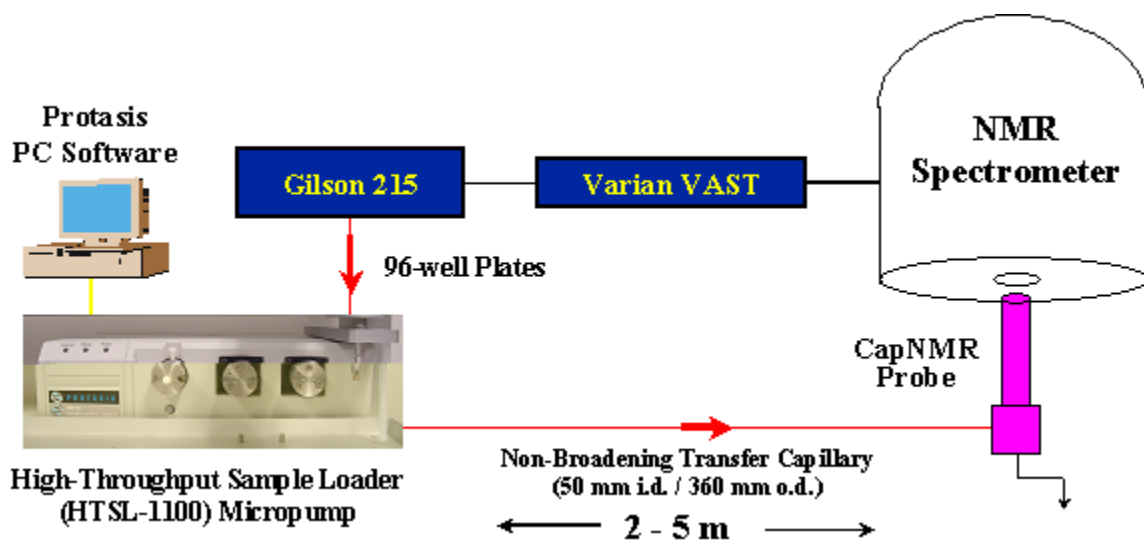 Protasis
PC Software
Gilson 215
Varian VAST
NMR
Spectrometer
96-well Plates
CapNMR
Probe
PROTASIS
High-Throughput Sample Loader
(HTSL-1100) Micropump
Non-Broadening Transfer Capillary
(50 mm i.d. / 360 mm o.d.)
2 - 5 m